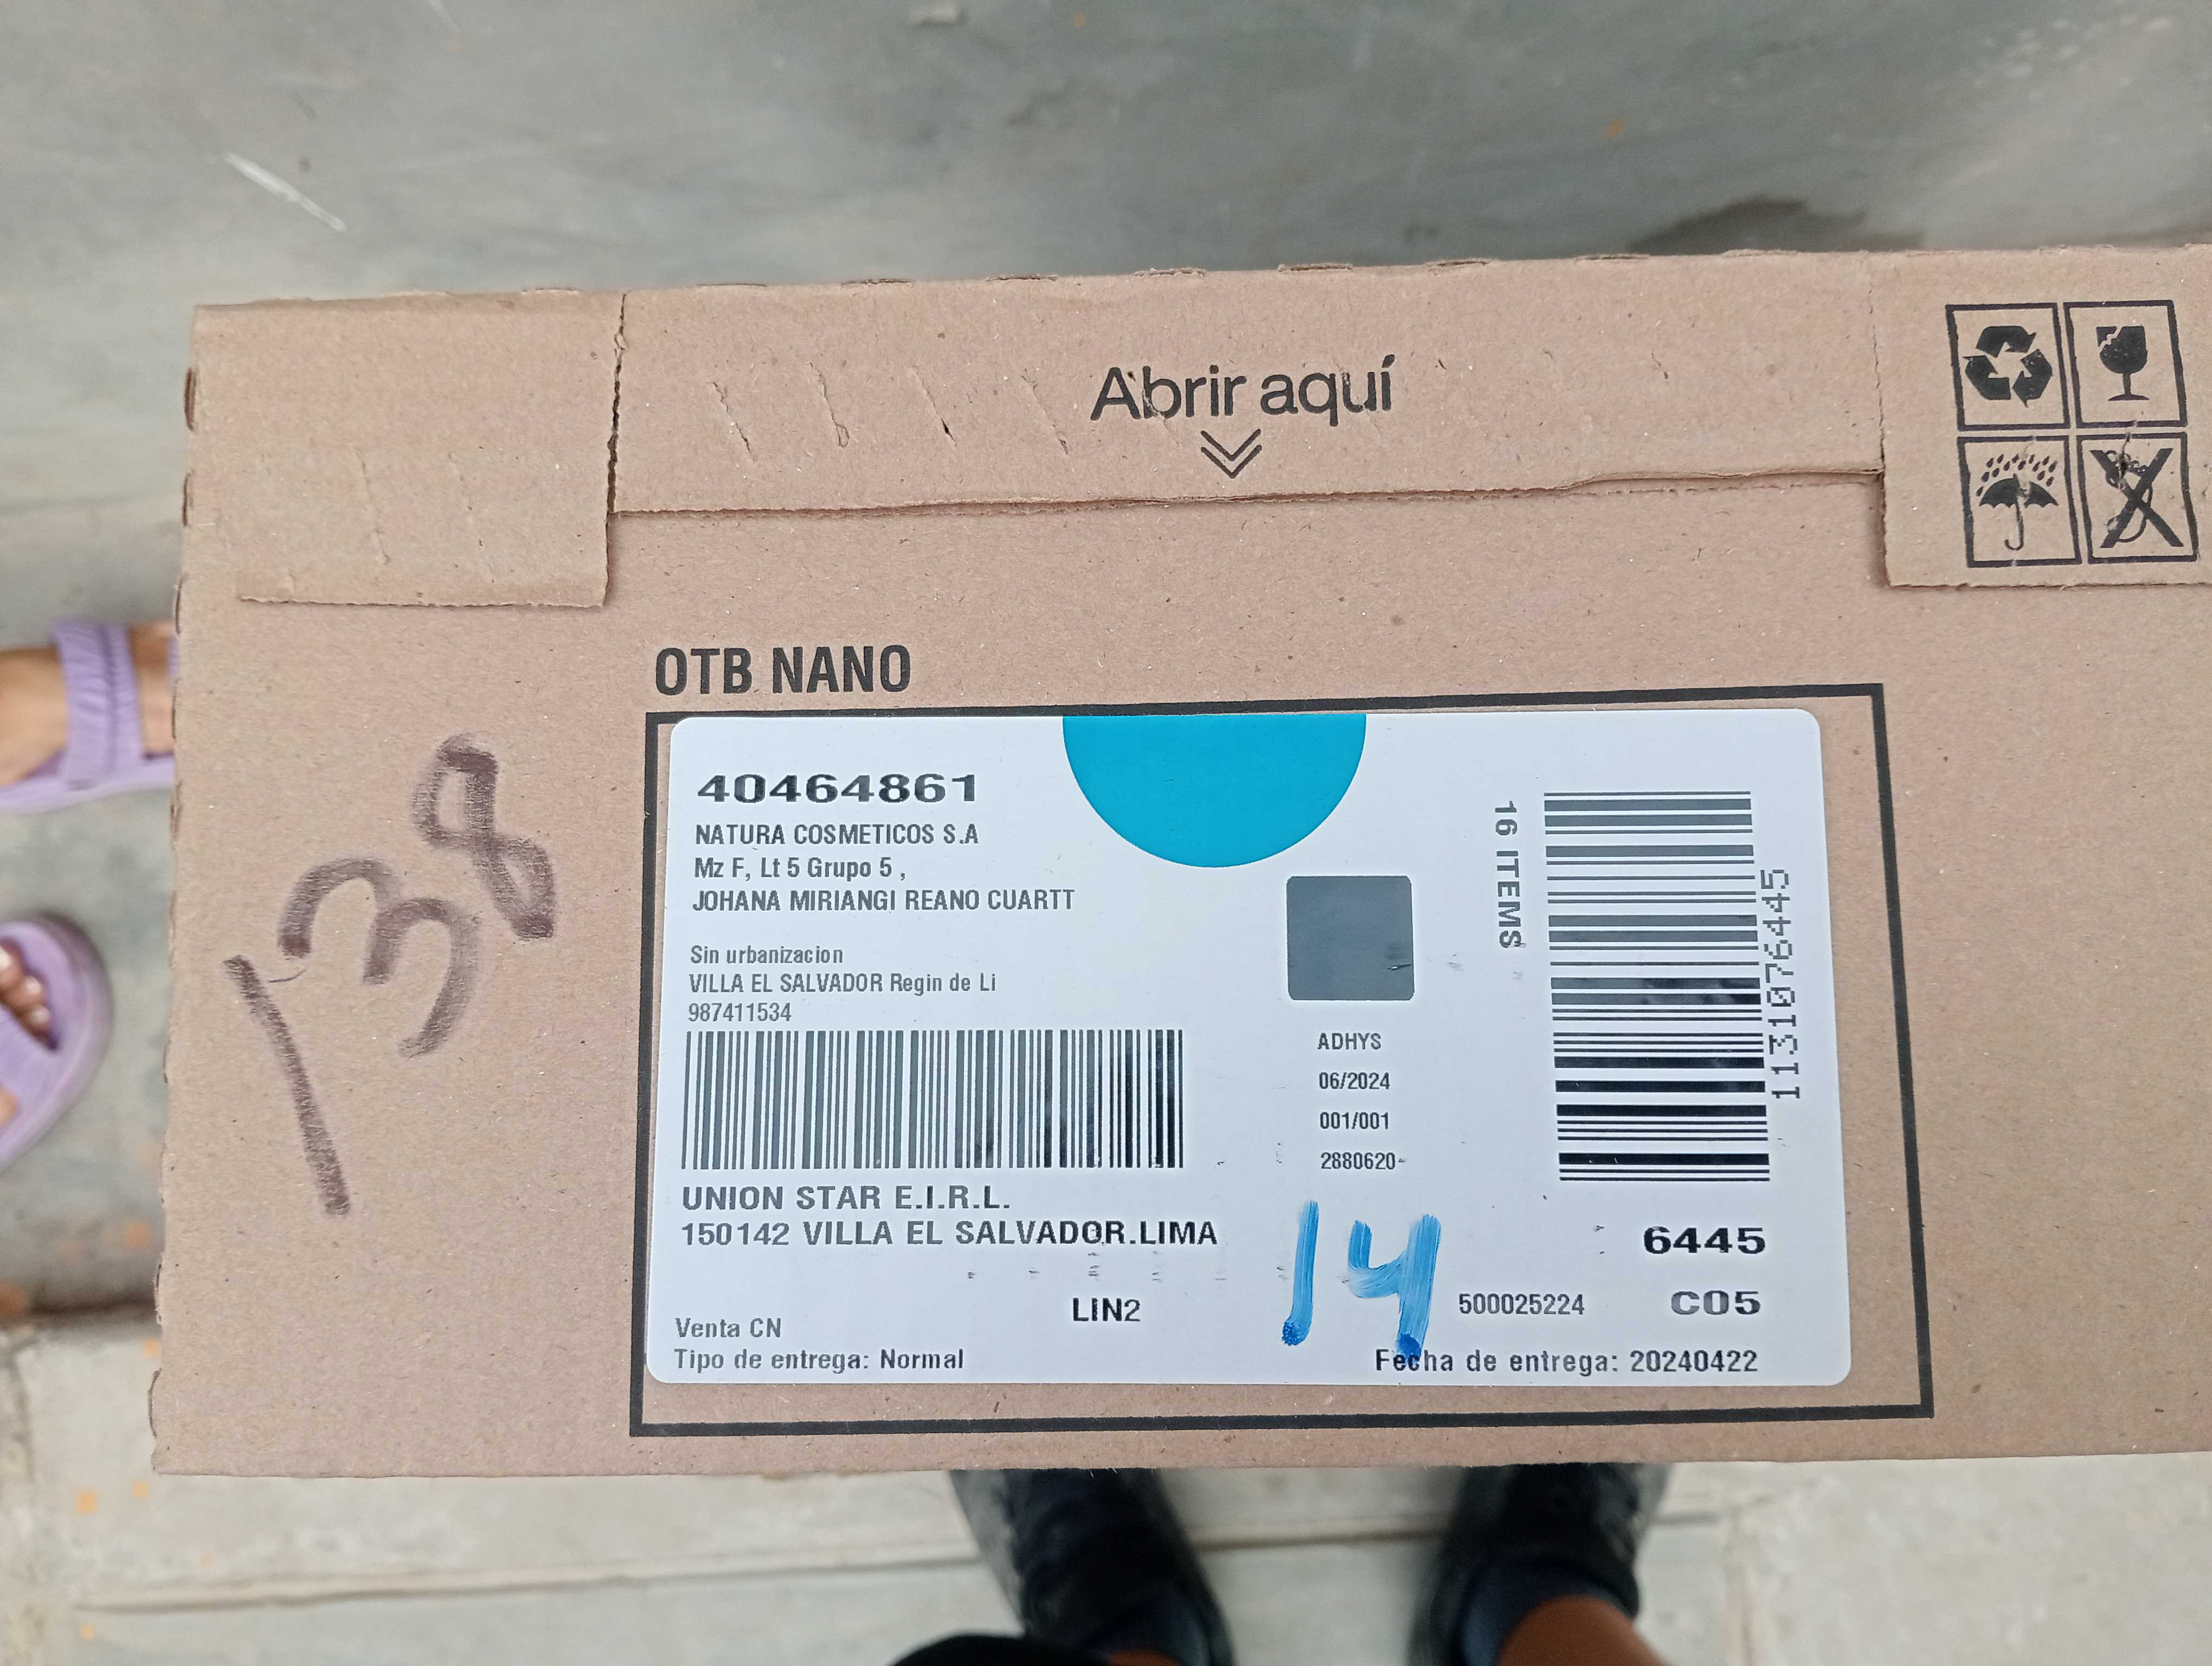 Abrir aquí
OTB NANO
138
40464861
NATURA COSMETICOS S.A
Mz F, Lt 5 Grupo 5 ,
JOHANA MIRIANGI REANO CUARTT
Sin urbanizacion
VILLA EL SALVADOR Regin de Li
987411534
UNION STAR E.I.R.L.
150142 VILLA EL SALVADOR.LIMA
LIN2
Venta CN
Tipo de entrega: Normal
ADHYS
06/2024
001/001
2880620-
14
16 ITEMS
1131076445
6445
500025224
C05
Fecha de entrega: 20240422